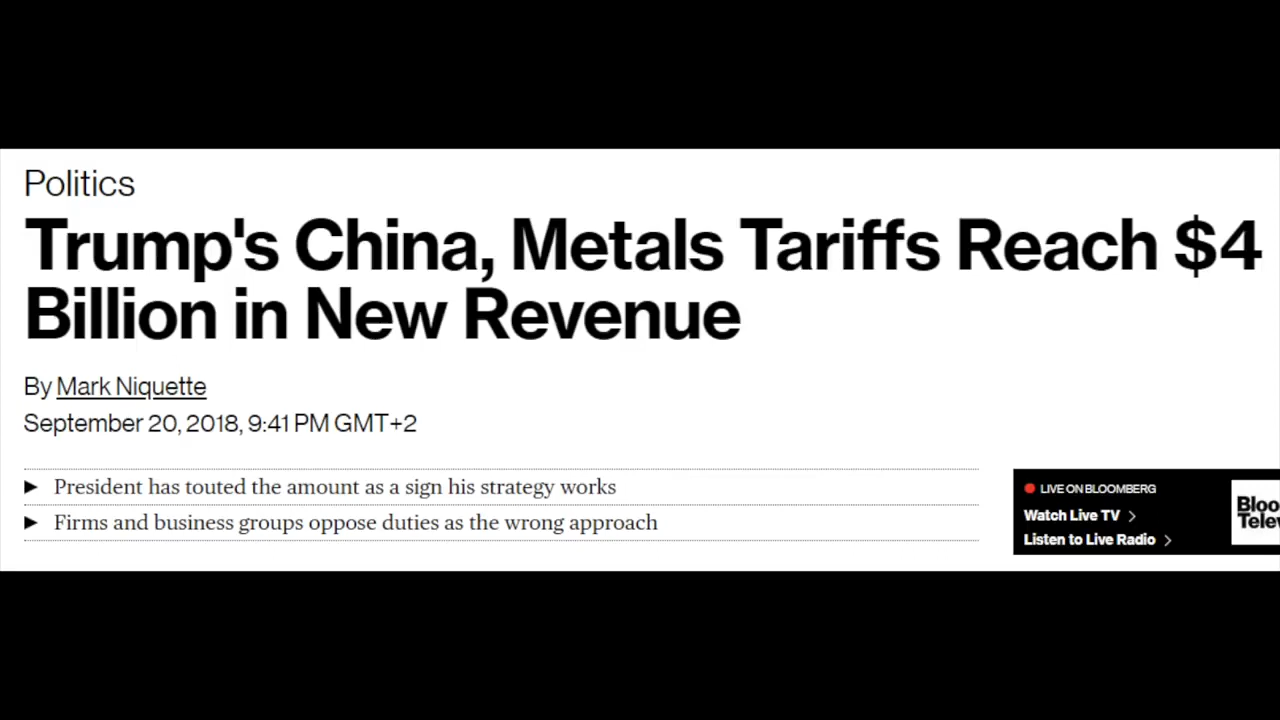 Politics
Trump's China, Metals Tariffs Reach $4
Billion in New Revenue
By Mark Niquette
September 20, 2018, 9:41 PM GMT+2
► President has touted the amount as a sign his strategy works
► Firms and business groups oppose duties as the wrong approach
LIVE ON BLOOMBERG
Watch Live TV >
Listen to Live Radio >
Bloo
Telev